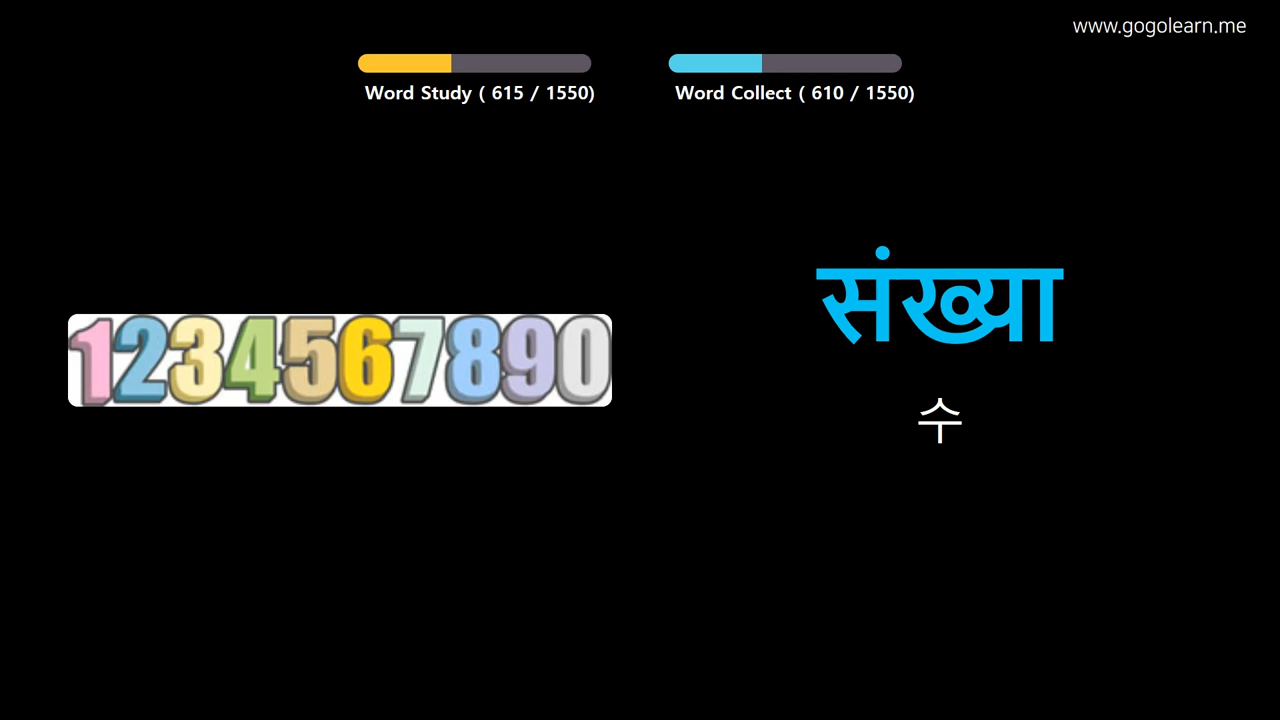 www.gogolearn.me
Word Study ( 615 / 1550)
Word Collect ( 610 / 1550)
1234567890
संख्या
수